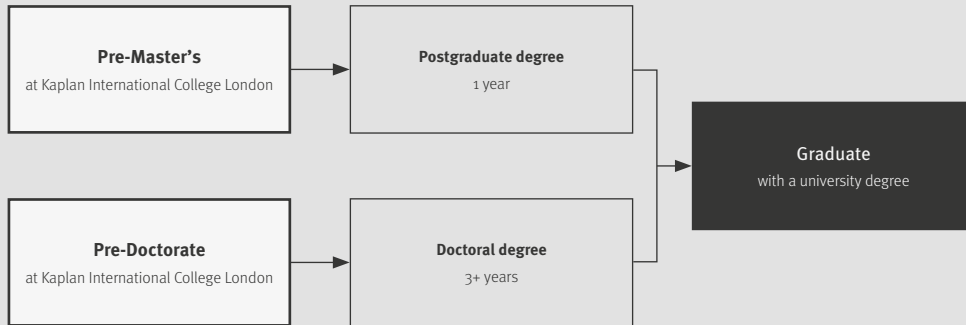 Pre-Master’s
at Kaplan International College London
Postgraduate degree
1 year
Graduate
with a university degree
Pre-Doctorate
at Kaplan International College London
Doctoral degree
3+ years